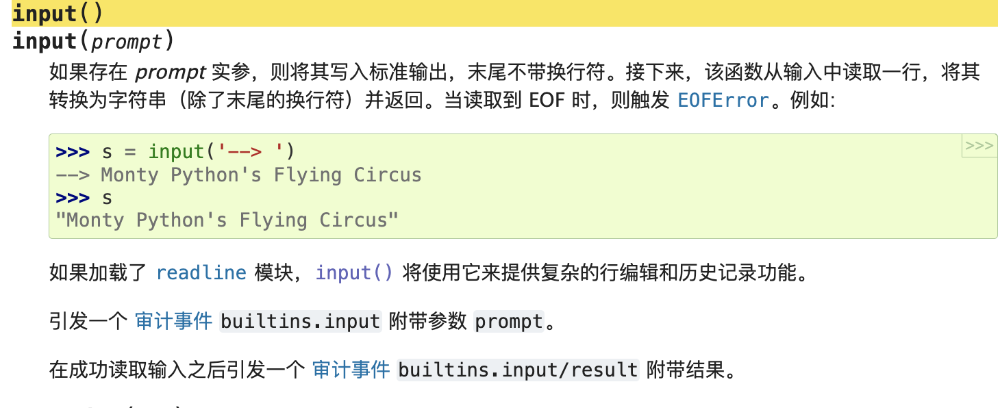 input()
input(prompt)
如果存在 prompt 实参，则将其写入标准输出，末尾不带换行符。接下来，该函数从输入中读取一行，将其
转换为字符串（除了末尾的换行符）并返回。当读取到 EOF 时，则触发 EOFError。例如:
>>>
>>> s = input('--> ')
--> Monty Python's Flying Circus
>>> s
"Monty Python's Flying Circus"
如果加载了 readline 模块，input() 将使用它来提供复杂的行编辑和历史记录功能。
引发一个 审计事件 builtins.input 附带参数 prompt。
在成功读取输入之后引发一个 审计事件 builtins.input/result 附带结果。